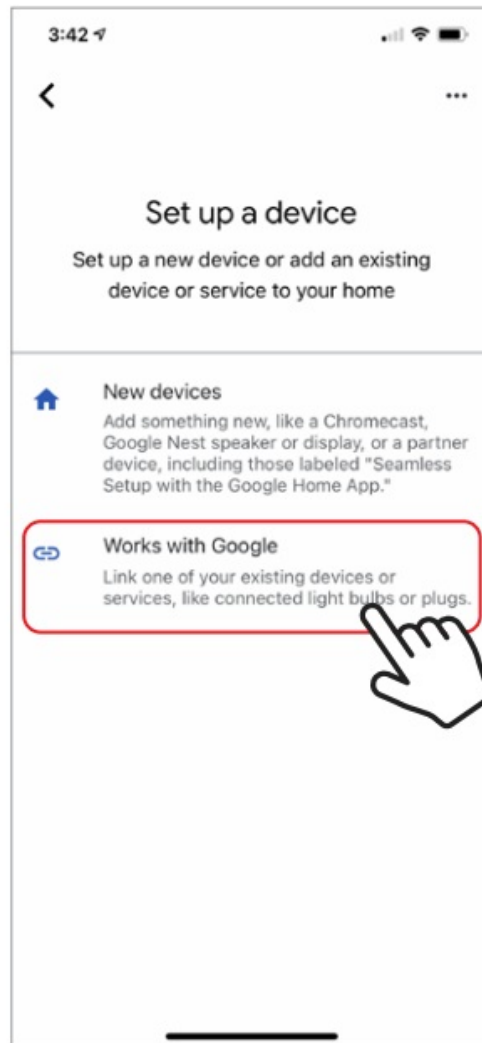 3:42
Set up a device
Set up a new device or add an existing
device or service to your home
New devices
Add something new, like a Chromecast,
Google Nest speaker or display, or a partner
device, including those labeled "Seamless
Setup with the Google Home App."
Works with Google
Link one of your existing devices or
services, like connected light bulbs or plugs.